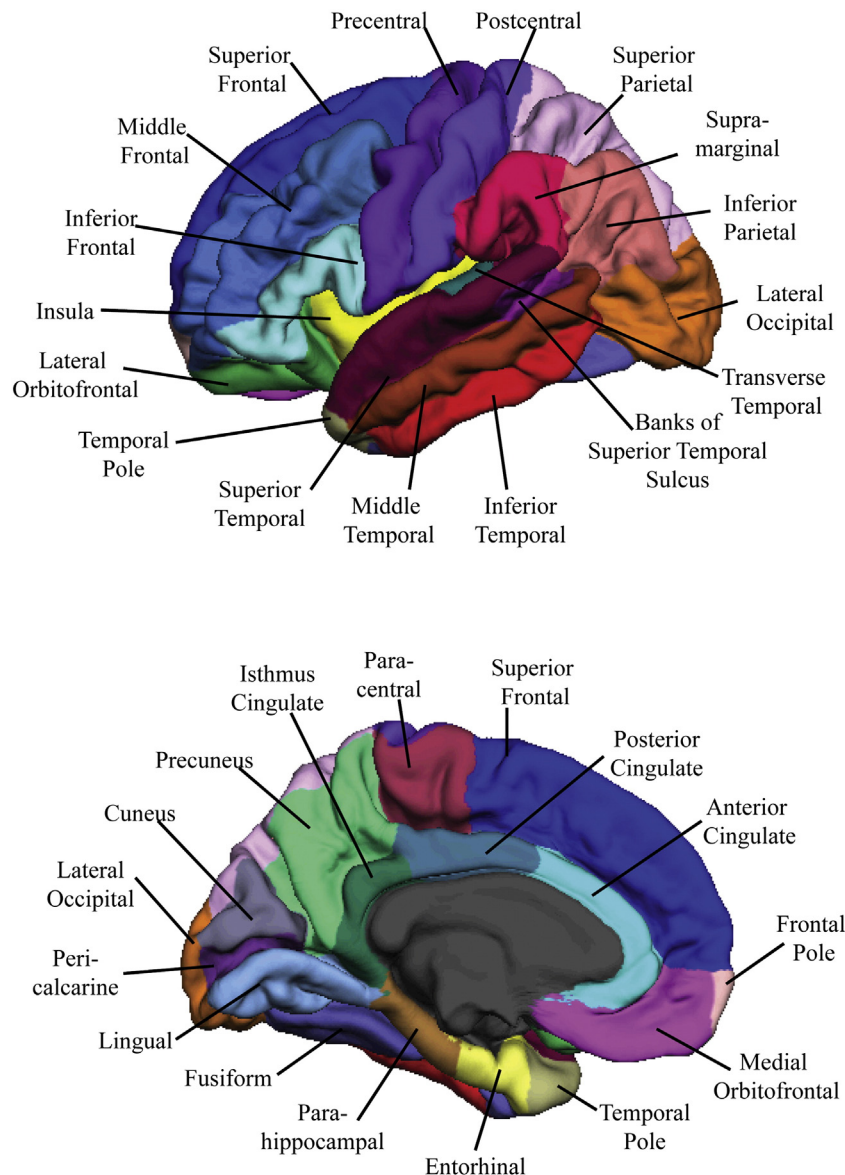 Precentral
Postcentral
Superior
Frontal
Superior
Parietal
Middle
Frontal
Supra-
marginal
Inferior
Frontal
Inferior
Parietal
Insula
Lateral
Occipital
Lateral
Orbitofrontal
Transverse
Temporal
Temporal
Pole
Banks of
Superior Temporal
Sulcus
Superior
Temporal
Middle
Temporal
Inferior
Temporal
Isthmus
Cingulate
Para-
central
Superior
Frontal
Precuneus
Posterior
Cingulate
Cuneus
Anterior
Cingulate
Lateral
Occipital
Frontal
Pole
Peri-
calcarine
Lingual
Medial
Orbitofrontal
Fusiform
Para-
hippocampal
Temporal
Pole
Entorhinal